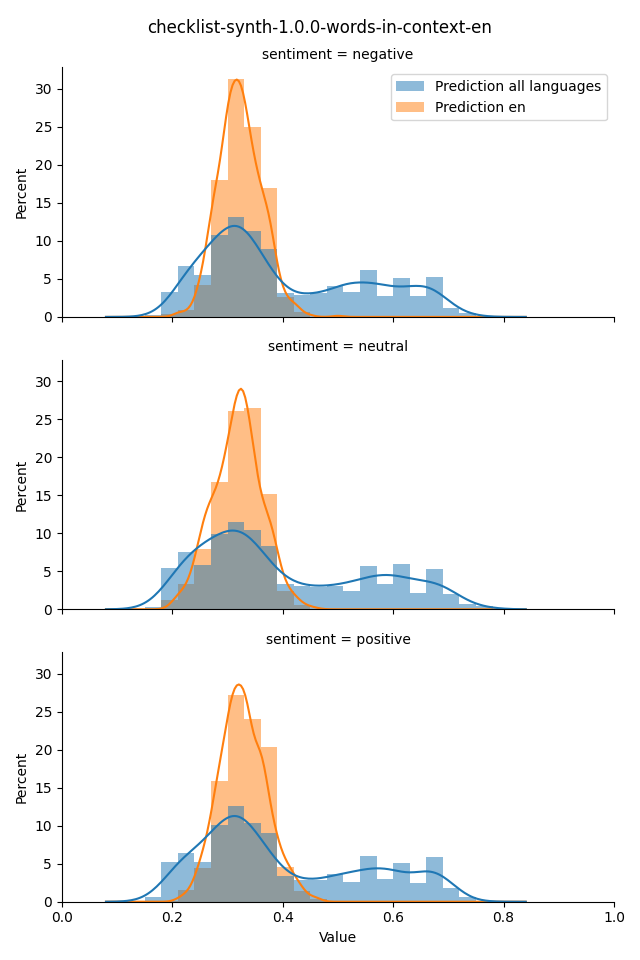 checklist-synth-1.0.0-words-in-context-en
sentiment = negative
Prediction all languages
Prediction en
Percent
30
25
20
15
10
5
0
sentiment = neutral
Percent
30
25
20
15
10
5
0
sentiment = positive
Percent
30
25
20
15
10
5
0
0.0 0.2 0.4 0.6 0.8 1.0
Value